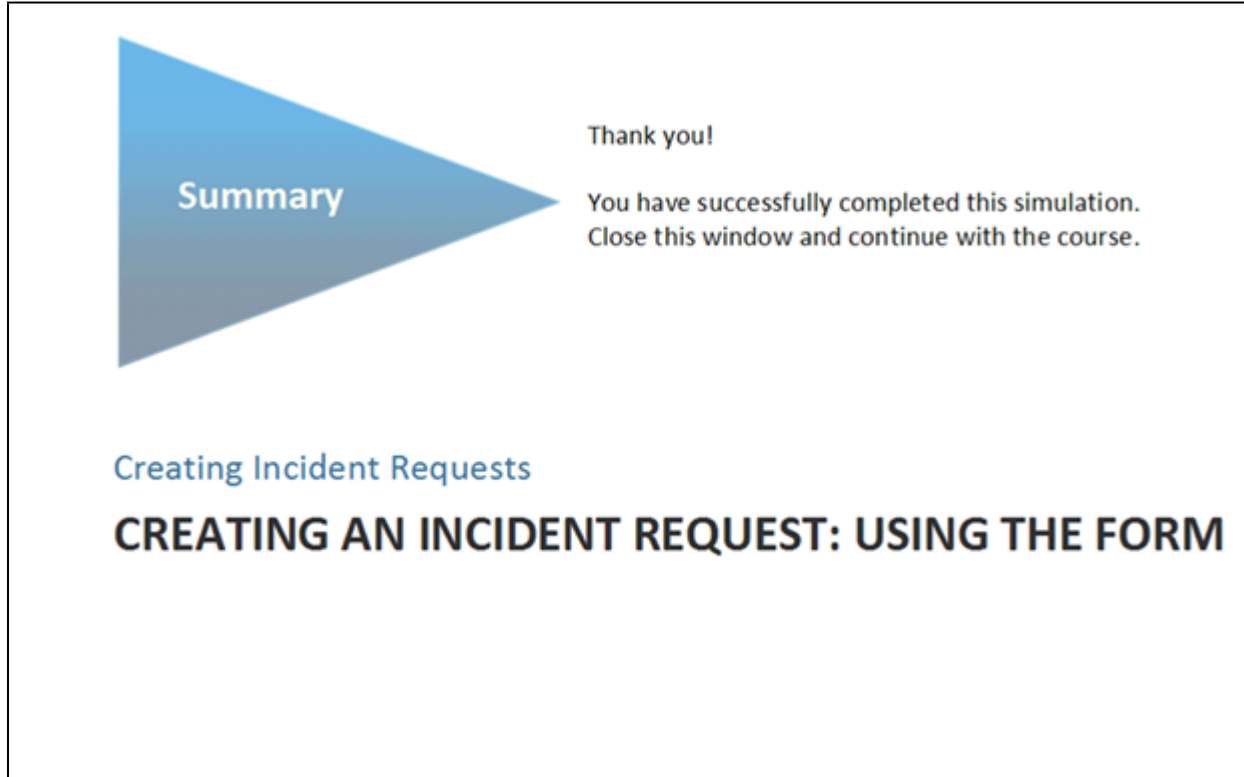 Summary
Thank you!
You have successfully completed this simulation.
Close this window and continue with the course.
Creating Incident Requests
CREATING AN INCIDENT REQUEST: USING THE FORM